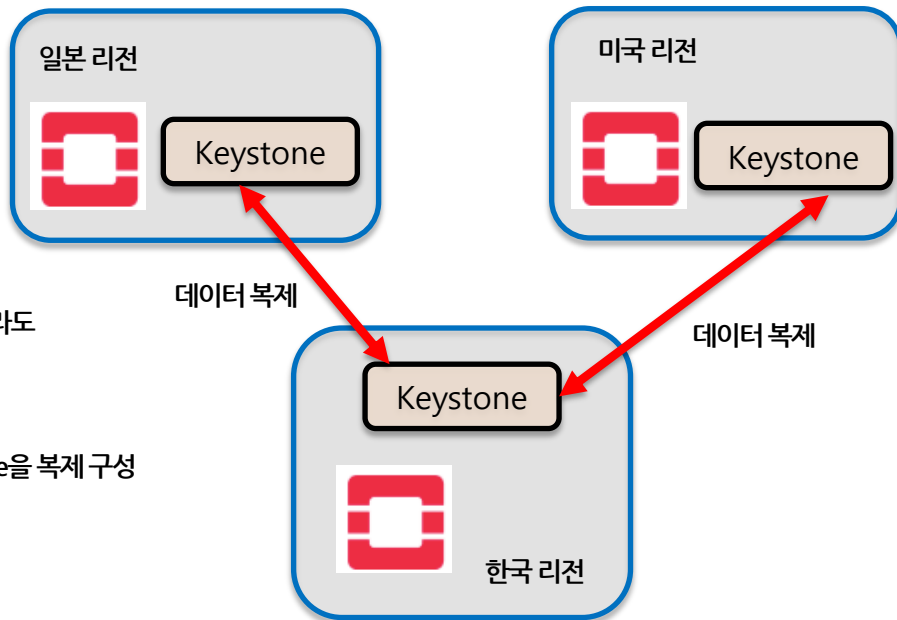 일본 리전
미국 리전
Keystone
Keystone
데이터 복제
라도
데이터 복제
Keystone
e을 복제 구성
한국 리전